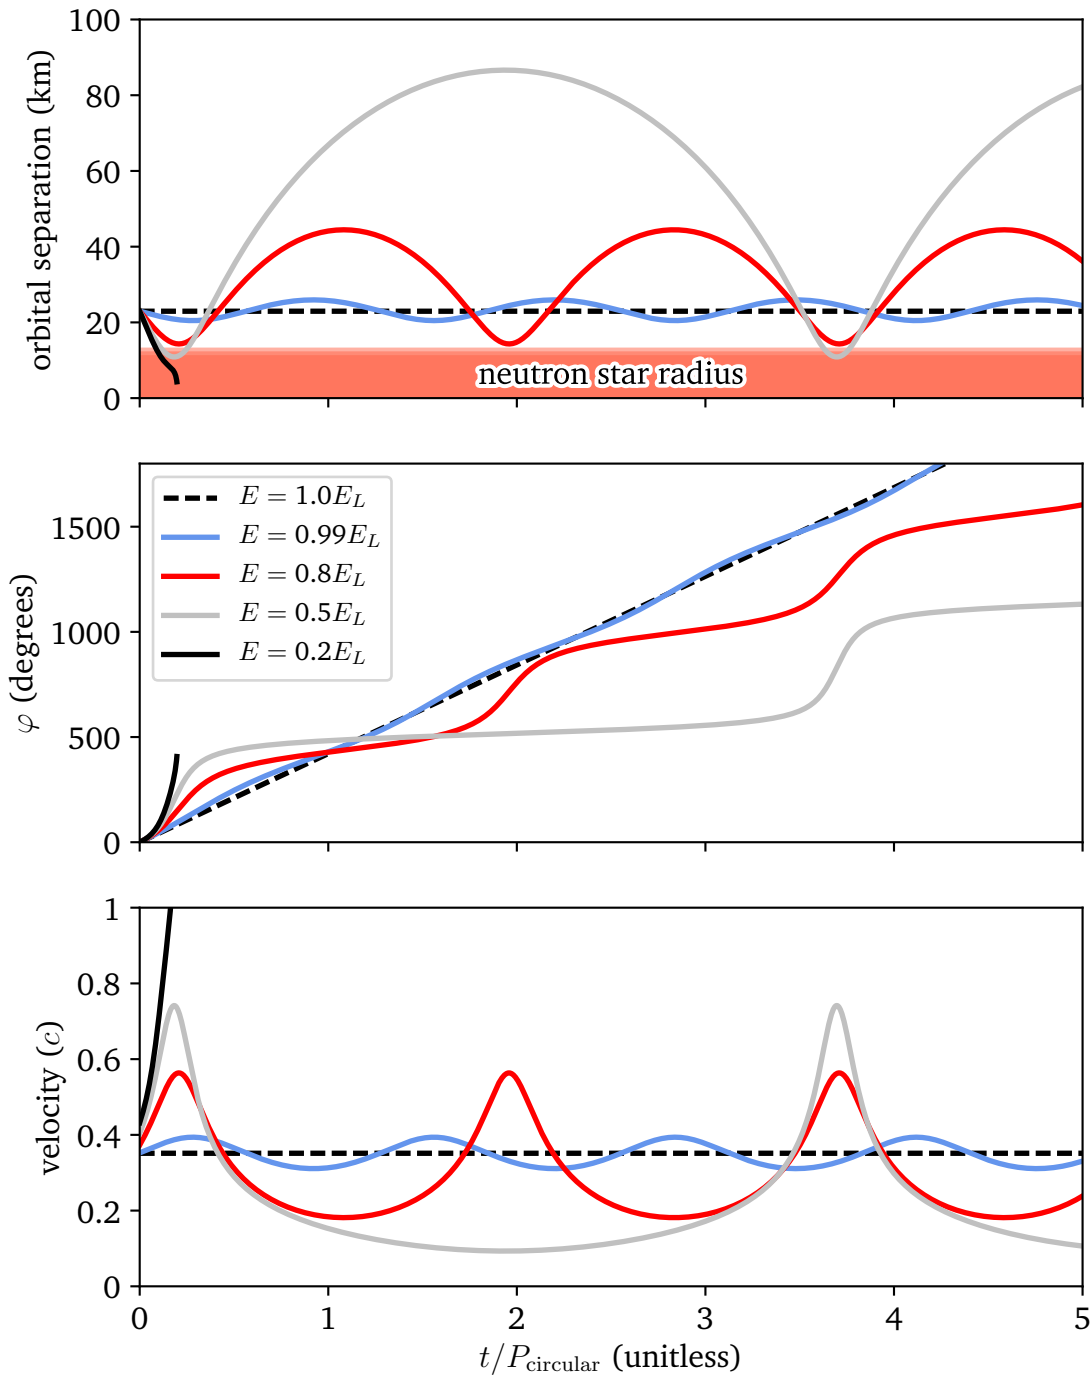 100
80
60
40
20
0
orbital separation (km)
neutron star radius
1500
1000
500
0
φ (degrees)
E = 1.0E_L
E = 0.99E_L
E = 0.8E_L
E = 0.5E_L
E = 0.2E_L
1
0.8
0.6
0.4
0.2
0
velocity (c)
0 1 2 3 4 5
t/P_circular (unitless)